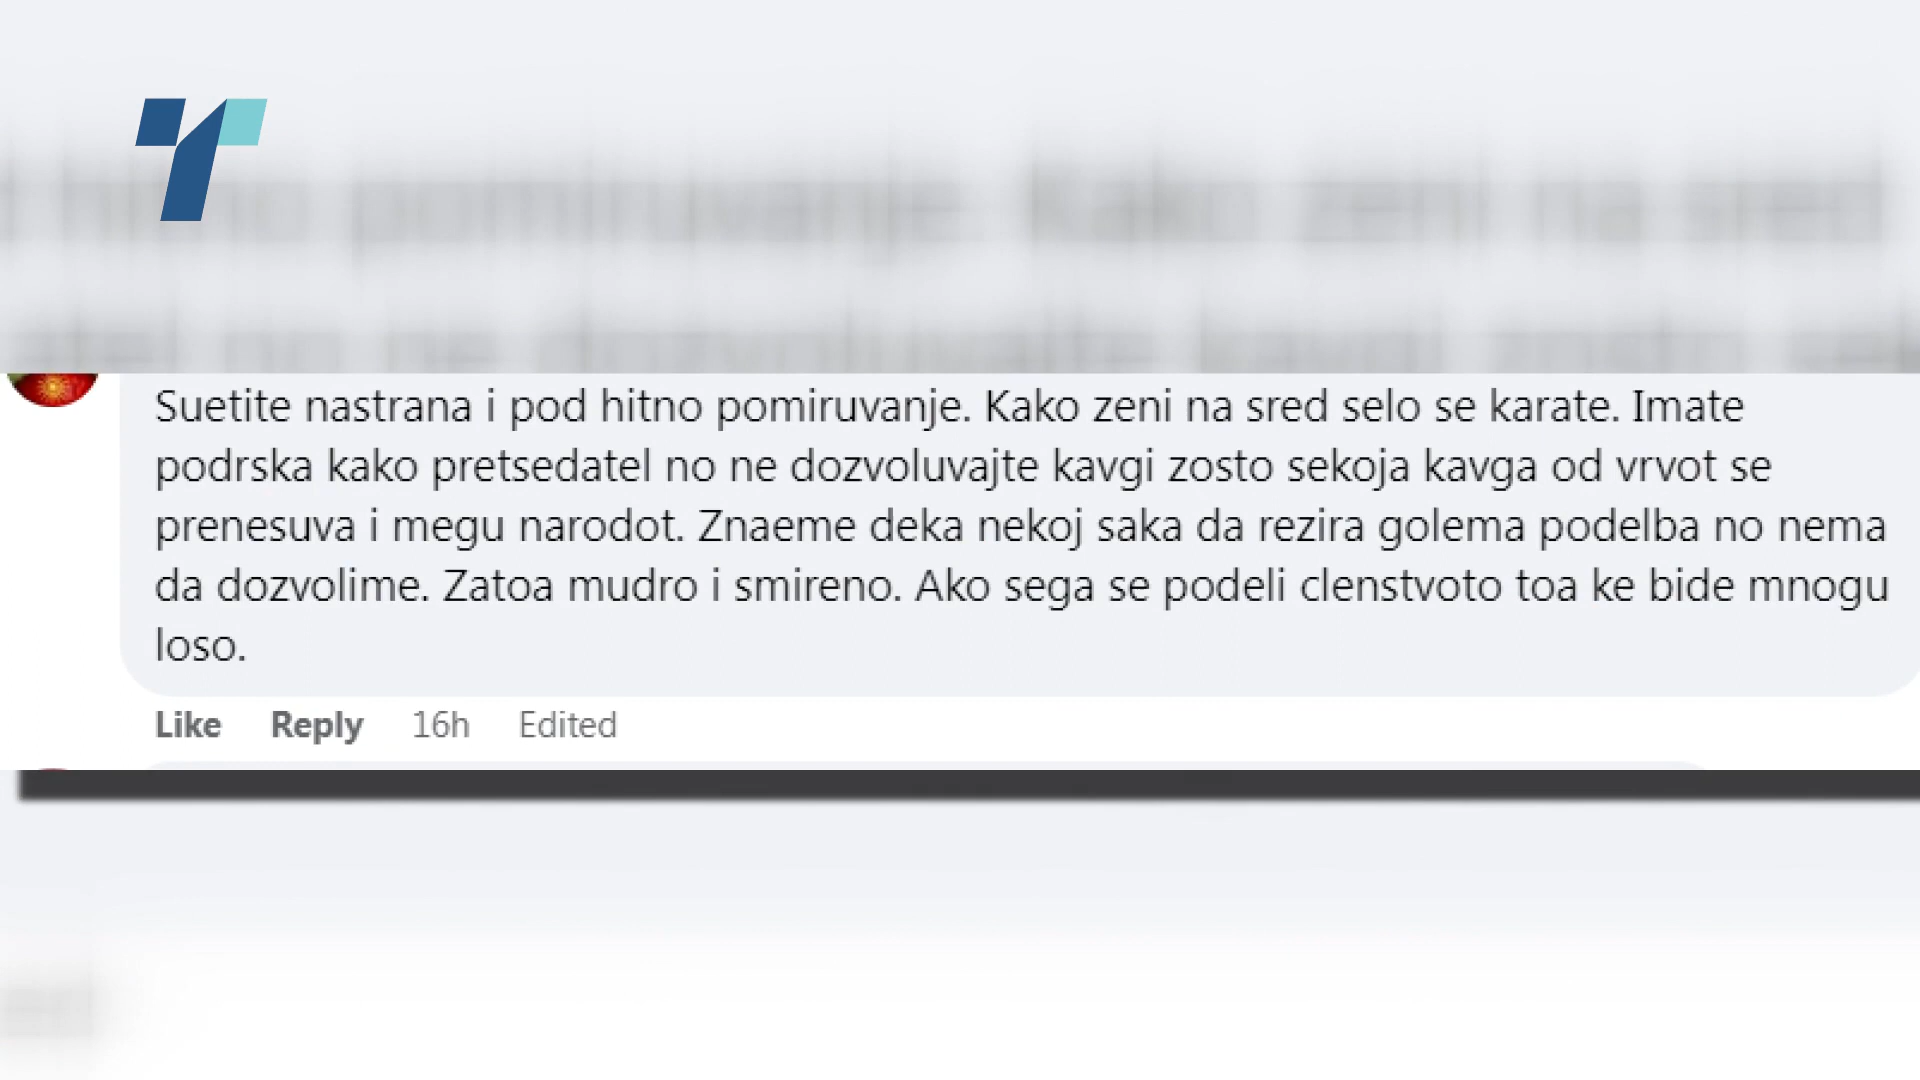 Suetite nastrana i pod hitno pomiruvanje. Kako zeni na sred selo se karate. Imate
podrska kako pretsedatel no ne dozvoluvajte kavgi zosto sekoja kavga od vrvot se
prenesuva i megu narodot. Znaeme deka nekoj saka da rezira golema podelba no nema
da dozvolime. Zatoa mudro i smireno. Ako sega se podeli clenstvoto toa ke bide mnogu
loso.
Like Reply 16h Edited